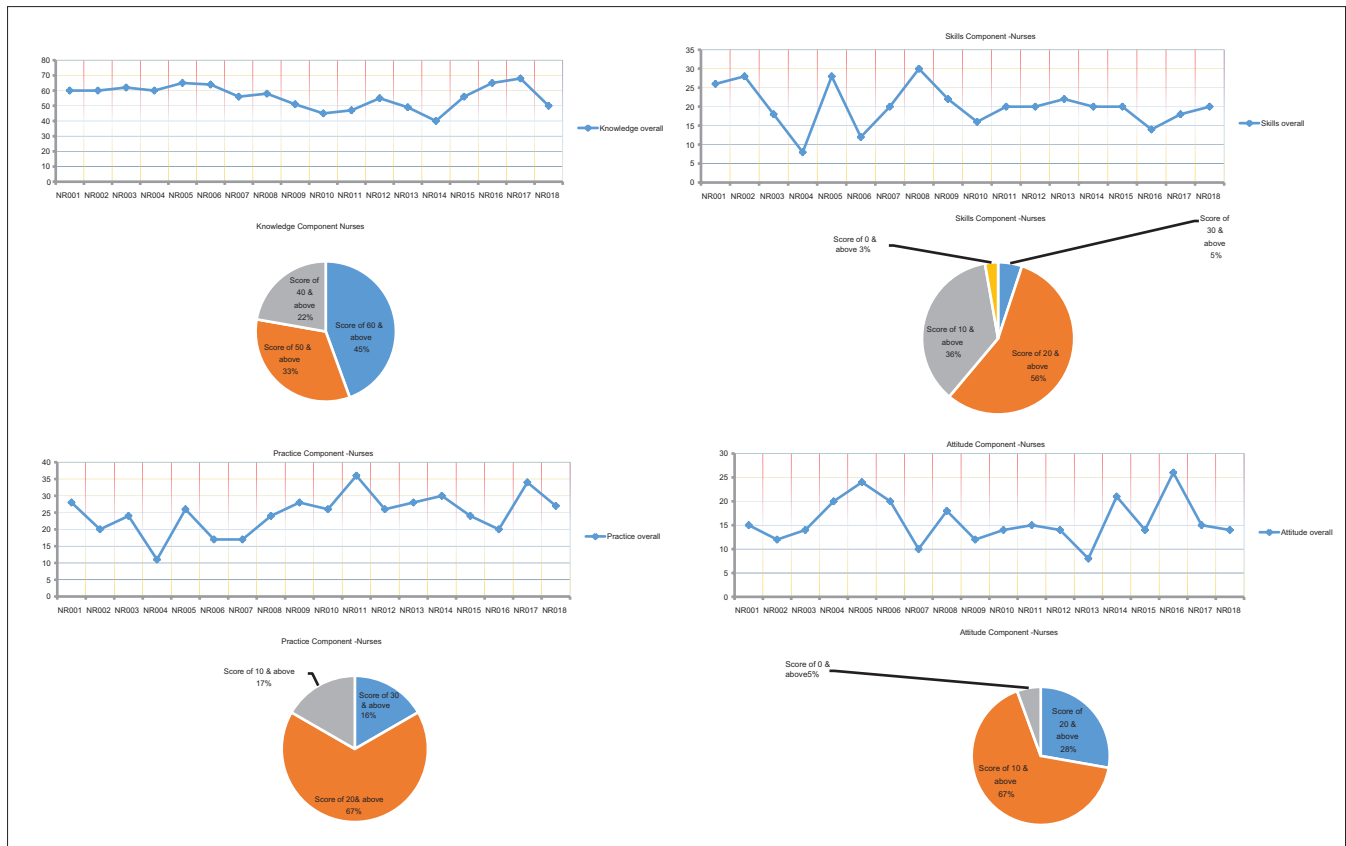 80
70
60
50
40
30
20
10
0
NR001 NR002 NR003 NR004 NR005 NR006 NR007 NR008 NR009 NR010 NR011 NR012 NR013 NR014 NR015 NR016 NR017 NR018
Knowledge overall
Skills Component -Nurses
35
30
25
20
15
10
5
0
NR001 NR002 NR003 NR004 NR005 NR006 NR007 NR008 NR009 NR010 NR011 NR012 NR013 NR014 NR015 NR016 NR017 NR018
Skills overall
Knowledge Component Nurses
Score of
40 &
above
22%
Score of 60 &
above
45%
Score of 50 &
above
33%
Skills Component -Nurses
Score of 0 &
above 3%
Score of
30 &
above
5%
Score of 10 &
above
36%
Score of 20 &
above
56%
Practice Component -Nurses
40
35
30
25
20
15
10
5
0
NR001 NR002 NR003 NR004 NR005 NR006 NR007 NR008 NR009 NR010 NR011 NR012 NR013 NR014 NR015 NR016 NR017 NR018
Practice overall
Attitude Component -Nurses
30
25
20
15
10
5
0
NR001 NR002 NR003 NR004 NR005 NR006 NR007 NR008 NR009 NR010 NR011 NR012 NR013 NR014 NR015 NR016 NR017 NR018
Attitude overall
Practice Component -Nurses
Score of 10 & above
17%
Score of 30
& above
16%
Score of 20& above
67%
Attitude Component -Nurses
Score of 0 &
above5%
Score of
20 &
above
28%
Score of 10 &
above
67%